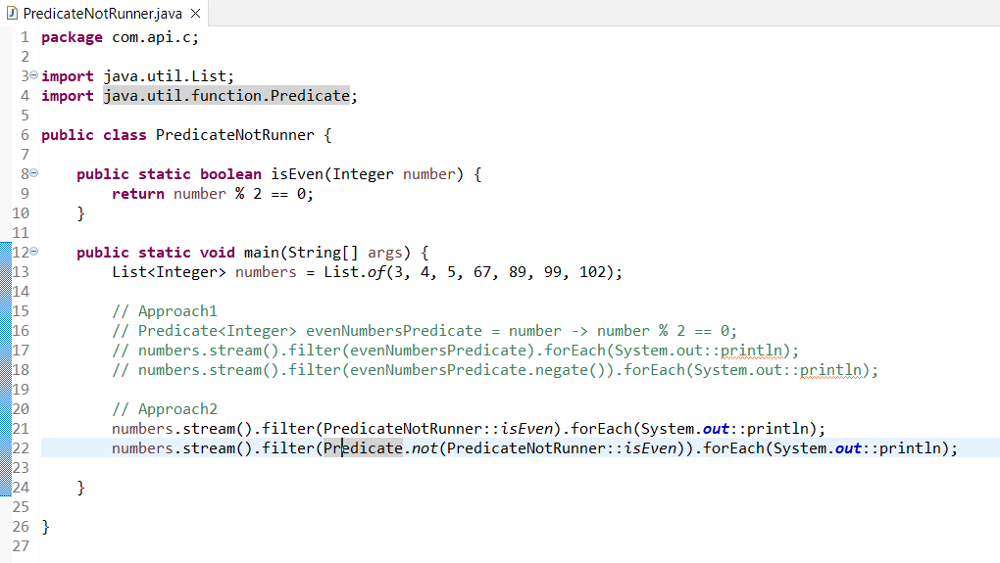 PredicateNotRunner.java
1 package com.api.c;
2
3 import java.util.List;
4 import java.util.function.Predicate;
5
6 public class PredicateNotRunner {
7
8     public static boolean isEven(Integer number) {
9         return number % 2 == 0;
10     }
11
12     public static void main(String[] args) {
13         List<Integer> numbers = List.of(3, 4, 5, 67, 89, 99, 102);
14
15         // Approach1
16         // Predicate<Integer> evenNumbersPredicate = number -> number % 2 == 0;
17         // numbers.stream().filter(evenNumbersPredicate).forEach(System.out::println);
18         // numbers.stream().filter(evenNumbersPredicate.negate()).forEach(System.out::println);
19
20         // Approach2
21         numbers.stream().filter(PredicateNotRunner::isEven).forEach(System.out::println);
22         numbers.stream().filter(Predicate.not(PredicateNotRunner::isEven)).forEach(System.out::println);
23
24     }
25
26 }
27